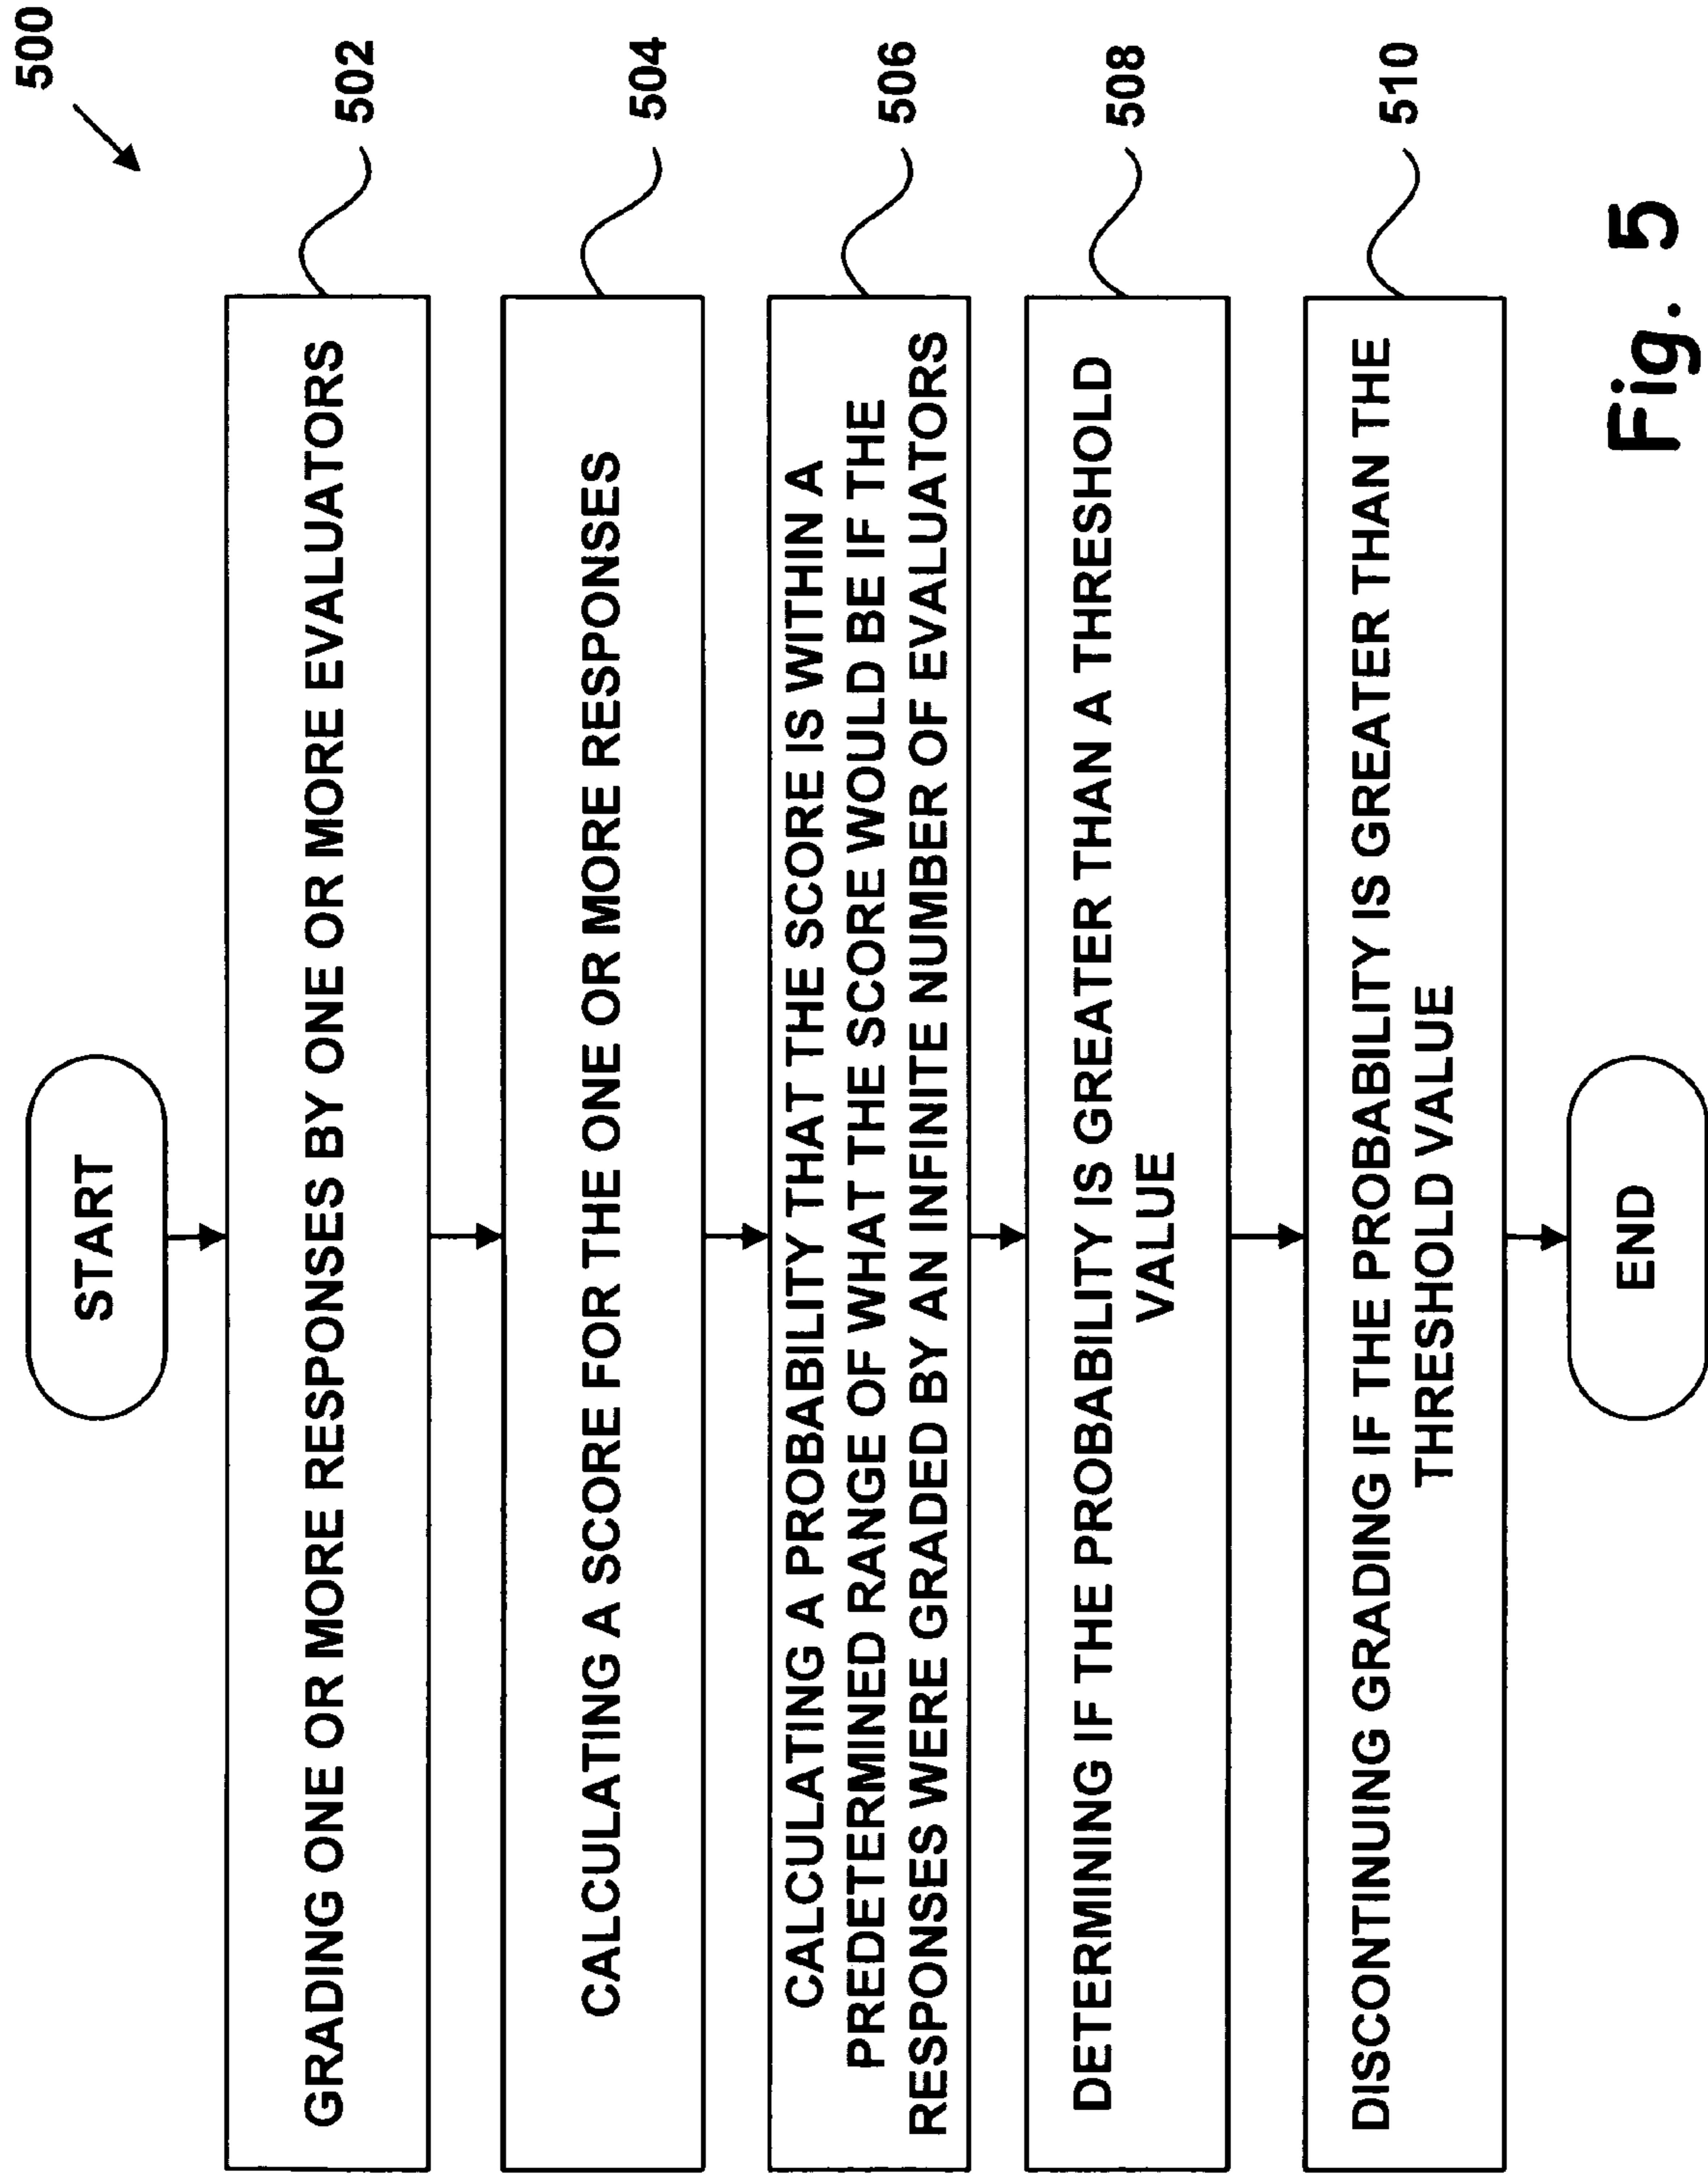 500
START
GRADING ONE OR MORE RESPONSES BY ONE OR MORE EVALUATORS
502
CALCULATING A SCORE FOR THE ONE OR MORE RESPONSES
504
CALCULATING A PROBABILITY THAT THE SCORE IS WITHIN A
PREDETERMINED RANGE OF WHAT THE SCORE WOULD BE IF THE
RESPONSES WERE GRADED BY AN INFINITE NUMBER OF EVALUATORS
506
DETERMINING IF THE PROBABILITY IS GREATER THAN A THRESHOLD
VALUE
508
DISCONTINUING GRADING IF THE PROBABILITY IS GREATER THAN THE
THRESHOLD VALUE
510
END
Fig. 5